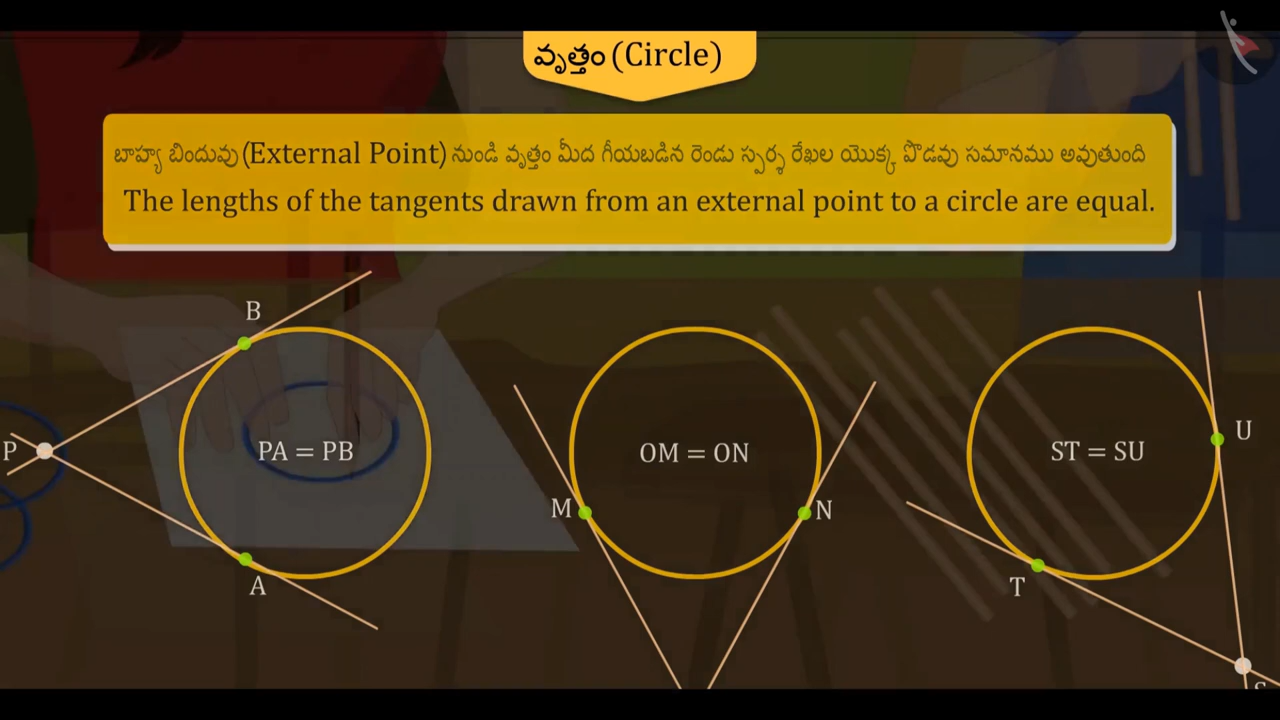 వృత్తం (Circle)
బాహ్య బిందువు (External Point) నుండి వృత్తం మీద గీయబడిన రెండు స్పర్శ రేఖల యొక్క పొడవు సమానము అవుతుంది
The lengths of the tangents drawn from an external point to a circle are equal.
B
P
PA = PB
A
OM = ON
M
N
ST = SU
U
T
S